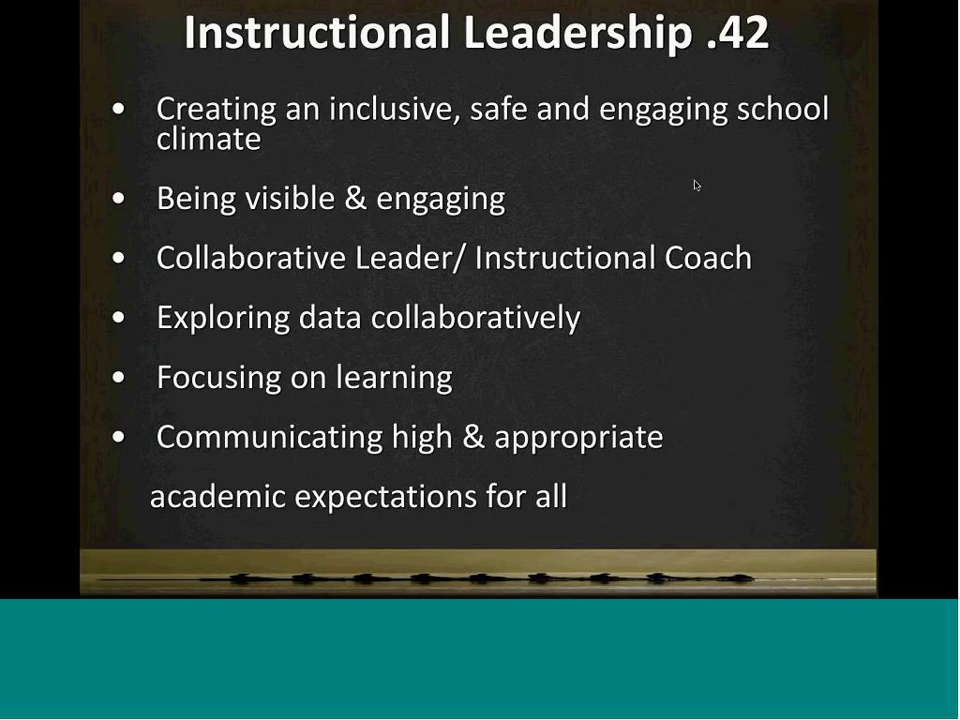 Instructional Leadership .42
• Creating an inclusive, safe and engaging school
climate
• Being visible & engaging
• Collaborative Leader/ Instructional Coach
• Exploring data collaboratively
• Focusing on learning
• Communicating high & appropriate
academic expectations for all